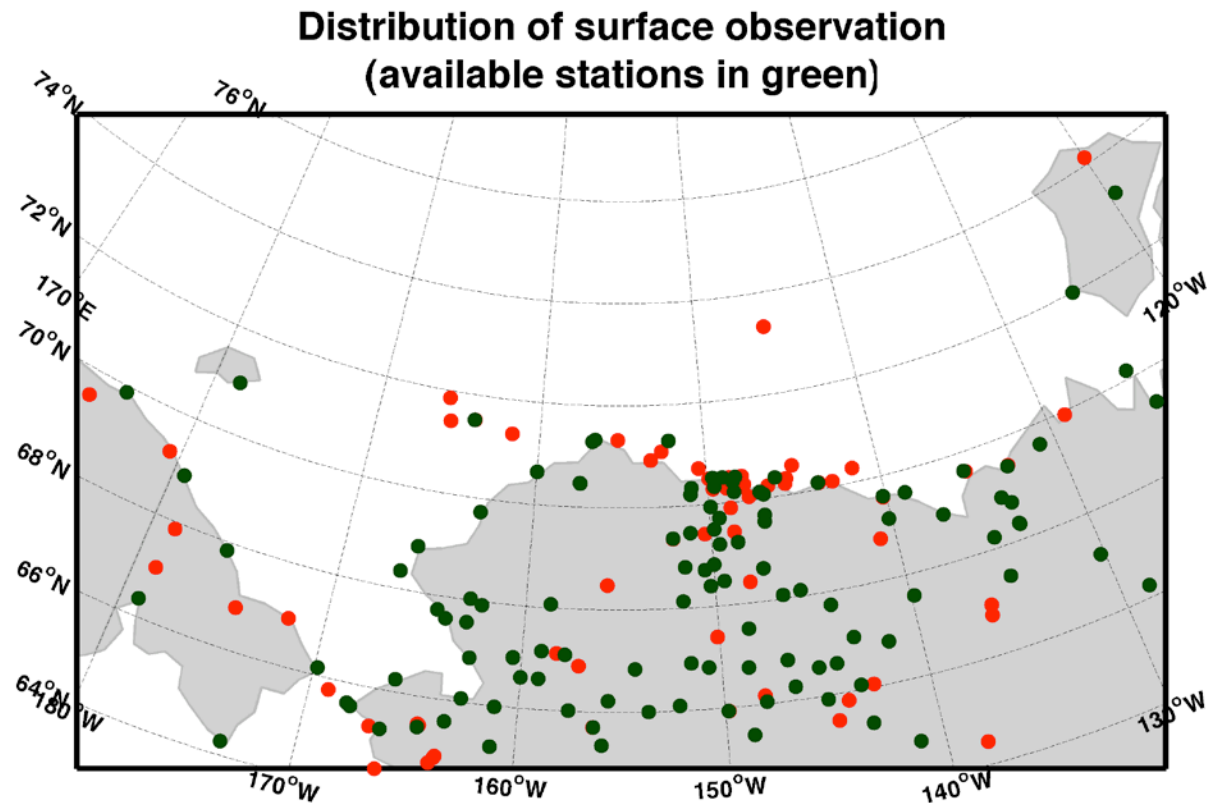 Distribution of surface observation
(available stations in green)
74°N
76°N
72°N
170°E
120°W
70°N
68°N
66°N
64°N
180°W
130°W
170°W
160°W
150°W
140°W